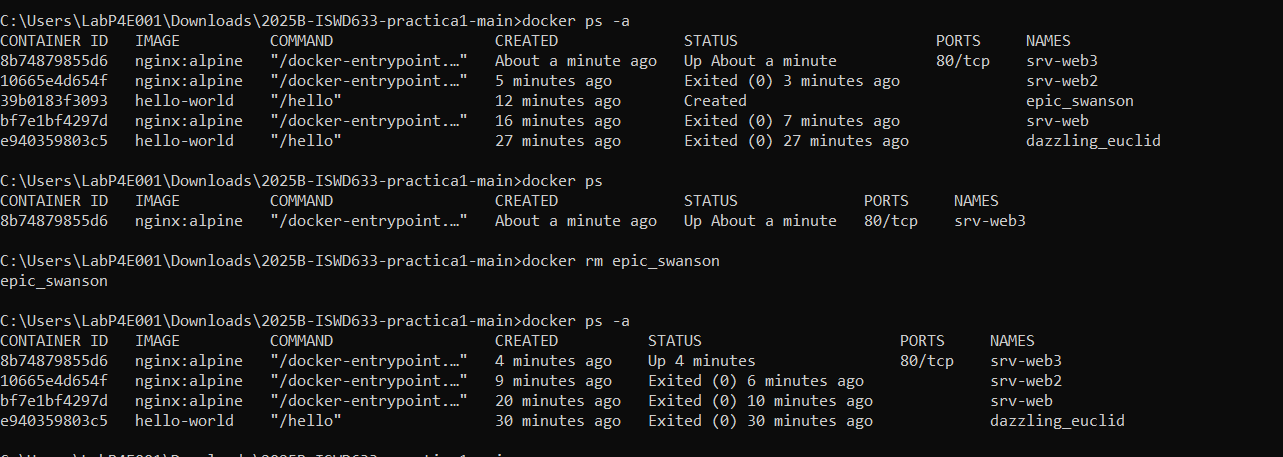 C:\Users\LabP4E001\Downloads\2025B-ISWD633-practica1-main>docker ps -a
CONTAINER ID   IMAGE          COMMAND                  CREATED              STATUS                      PORTS     NAMES
8b74879855d6   nginx:alpine   "/docker-entrypoint.…"   About a minute ago   Up About a minute           80/tcp    srv-web3
10665e4d654f   nginx:alpine   "/docker-entrypoint.…"   5 minutes ago        Exited (0) 3 minutes ago              srv-web2
39b0183f3093   hello-world    "/hello"                 12 minutes ago       Created                               epic_swanson
bf7e1bf4297d   nginx:alpine   "/docker-entrypoint.…"   16 minutes ago       Exited (0) 7 minutes ago              srv-web
e940359803c5   hello-world    "/hello"                 27 minutes ago       Exited (0) 27 minutes ago             dazzling_euclid
C:\Users\LabP4E001\Downloads\2025B-ISWD633-practica1-main>docker ps
CONTAINER ID   IMAGE          COMMAND                  CREATED              STATUS              PORTS     NAMES
8b74879855d6   nginx:alpine   "/docker-entrypoint.…"   About a minute ago   Up About a minute   80/tcp    srv-web3
C:\Users\LabP4E001\Downloads\2025B-ISWD633-practica1-main>docker rm epic_swanson
epic_swanson
C:\Users\LabP4E001\Downloads\2025B-ISWD633-practica1-main>docker ps -a
CONTAINER ID   IMAGE          COMMAND                  CREATED          STATUS                      PORTS     NAMES
8b74879855d6   nginx:alpine   "/docker-entrypoint.…"   4 minutes ago    Up 4 minutes                80/tcp    srv-web3
10665e4d654f   nginx:alpine   "/docker-entrypoint.…"   9 minutes ago    Exited (0) 6 minutes ago              srv-web2
bf7e1bf4297d   nginx:alpine   "/docker-entrypoint.…"   20 minutes ago   Exited (0) 10 minutes ago             srv-web
e940359803c5   hello-world    "/hello"                 30 minutes ago   Exited (0) 30 minutes ago             dazzling_euclid